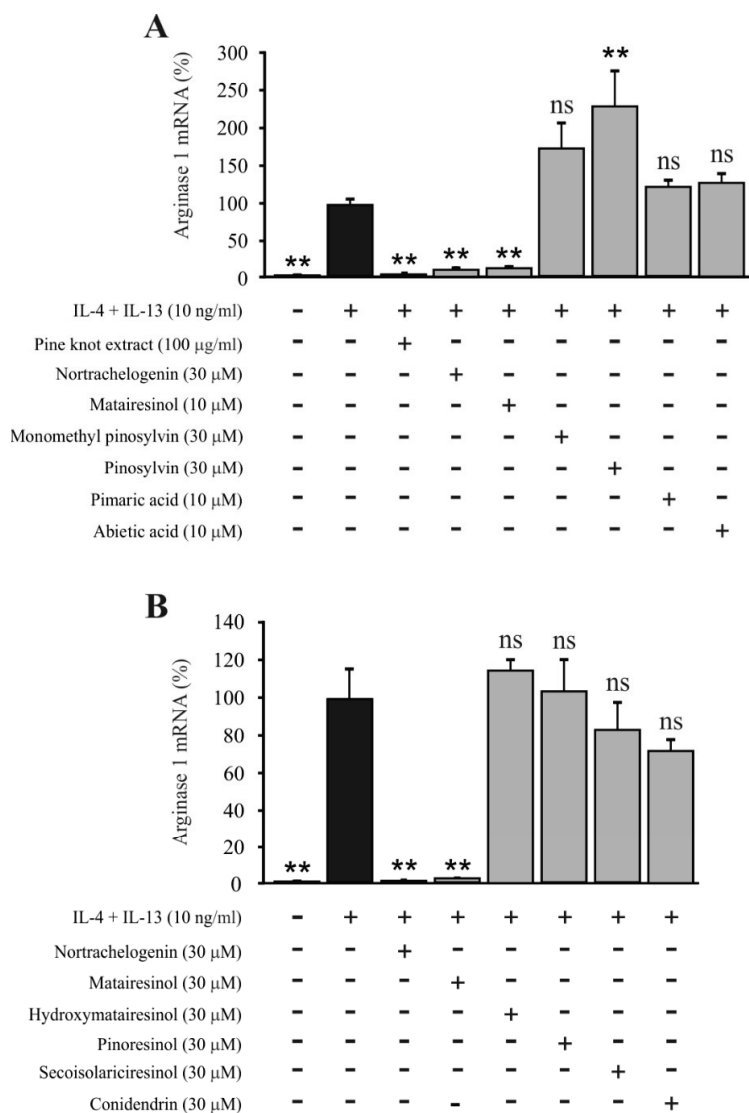 A
Arginase 1 mRNA (%)
300
250
200
150
100
50
0
** ** ** ** ns ** ns ns
IL-4 + IL-13 (10 ng/ml) - + + + + + + + +
Pine knot extract (100 µg/ml) - - + - - - - - -
Nortrachelogenin (30 µM) - - - + - - - - -
Matairesinol (10 µM) - - - - + - - - -
Monomethyl pinosylvin (30 µM) - - - - - + - - -
Pinosylvin (30 µM) - - - - - - + - -
Pimaric acid (10 µM) - - - - - - - + -
Abietic acid (10 µM) - - - - - - - - +
B
Arginase 1 mRNA (%)
140
120
100
80
60
40
20
0
** ** ** ns ns ns ns
IL-4 + IL-13 (10 ng/ml) - + + + + + + +
Nortrachelogenin (30 µM) - - + - - - - -
Matairesinol (30 µM) - - - + - - - -
Hydroxymatairesinol (30 µM) - - - - + - - -
Pinoresinol (30 µM) - - - - - + - -
Secoisolariciresinol (30 µM) - - - - - - + -
Conidendrin (30 µM) - - - - - - - +